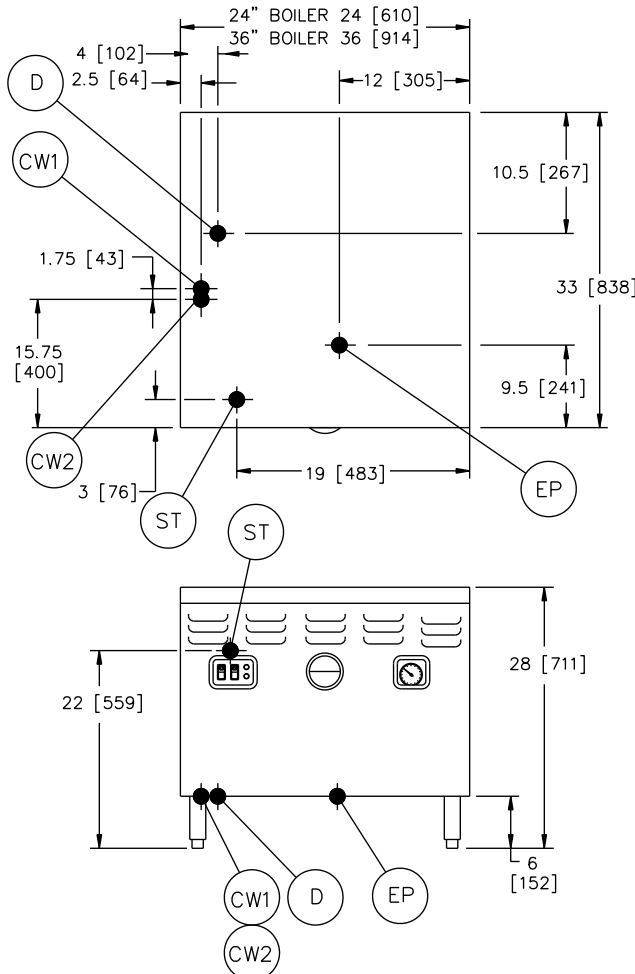 24” BOILER 24 [610]
36” BOILER 36 [914]
4 [102]
2.5 [64]
12 [305]
D
CW1
10.5 [267]
1.75 [43]
33 [838]
15.75
[400]
9.5 [241]
CW2
3 [76]
19 [483]
ST
EP
ST
22 [559]
28 [711]
6
[152]
CW1
D
EP
CW2